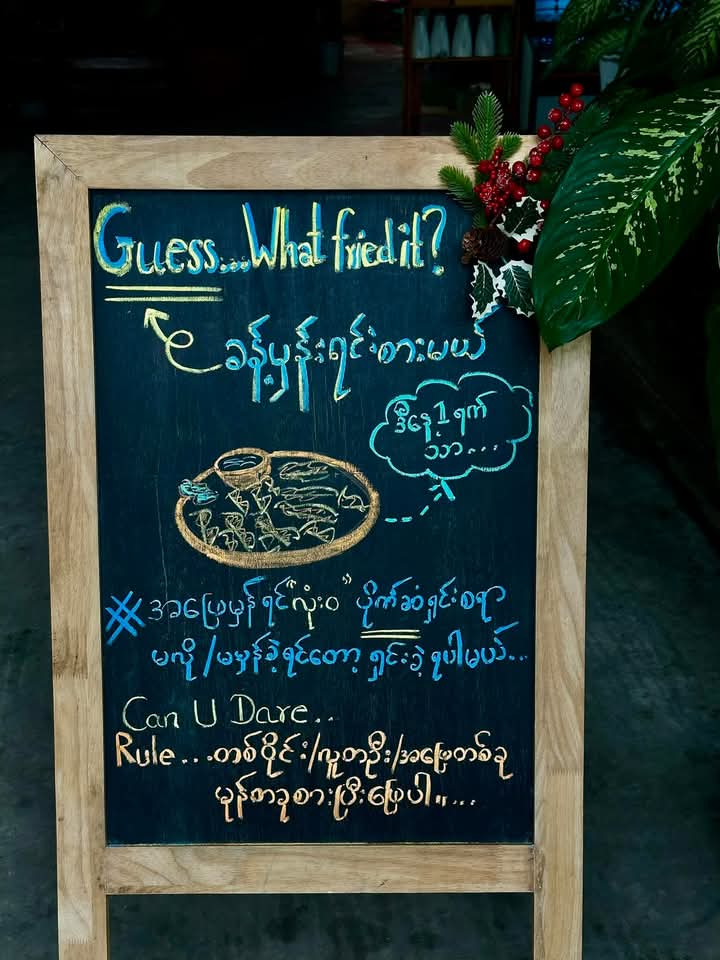 Guess...What fried it?
ခန့်မှန်းရင်းစားမယ်
ဒီနေ့ 1 ရက်
သာ...
အဖြေမှန်ရင် "လုံးဝ" ပိုက်ဆံရှင်းစရာ
မလို / မမှန်ခဲ့ရင်တော့ ရှင်းခဲ့ ရပါမယ်...
Can U Dare..
Rule...တစ်ဝိုင်း/လူတဦး/အဖြေတစ်ခု
မုန့်တခုစားပြီးဖြေပါ။...